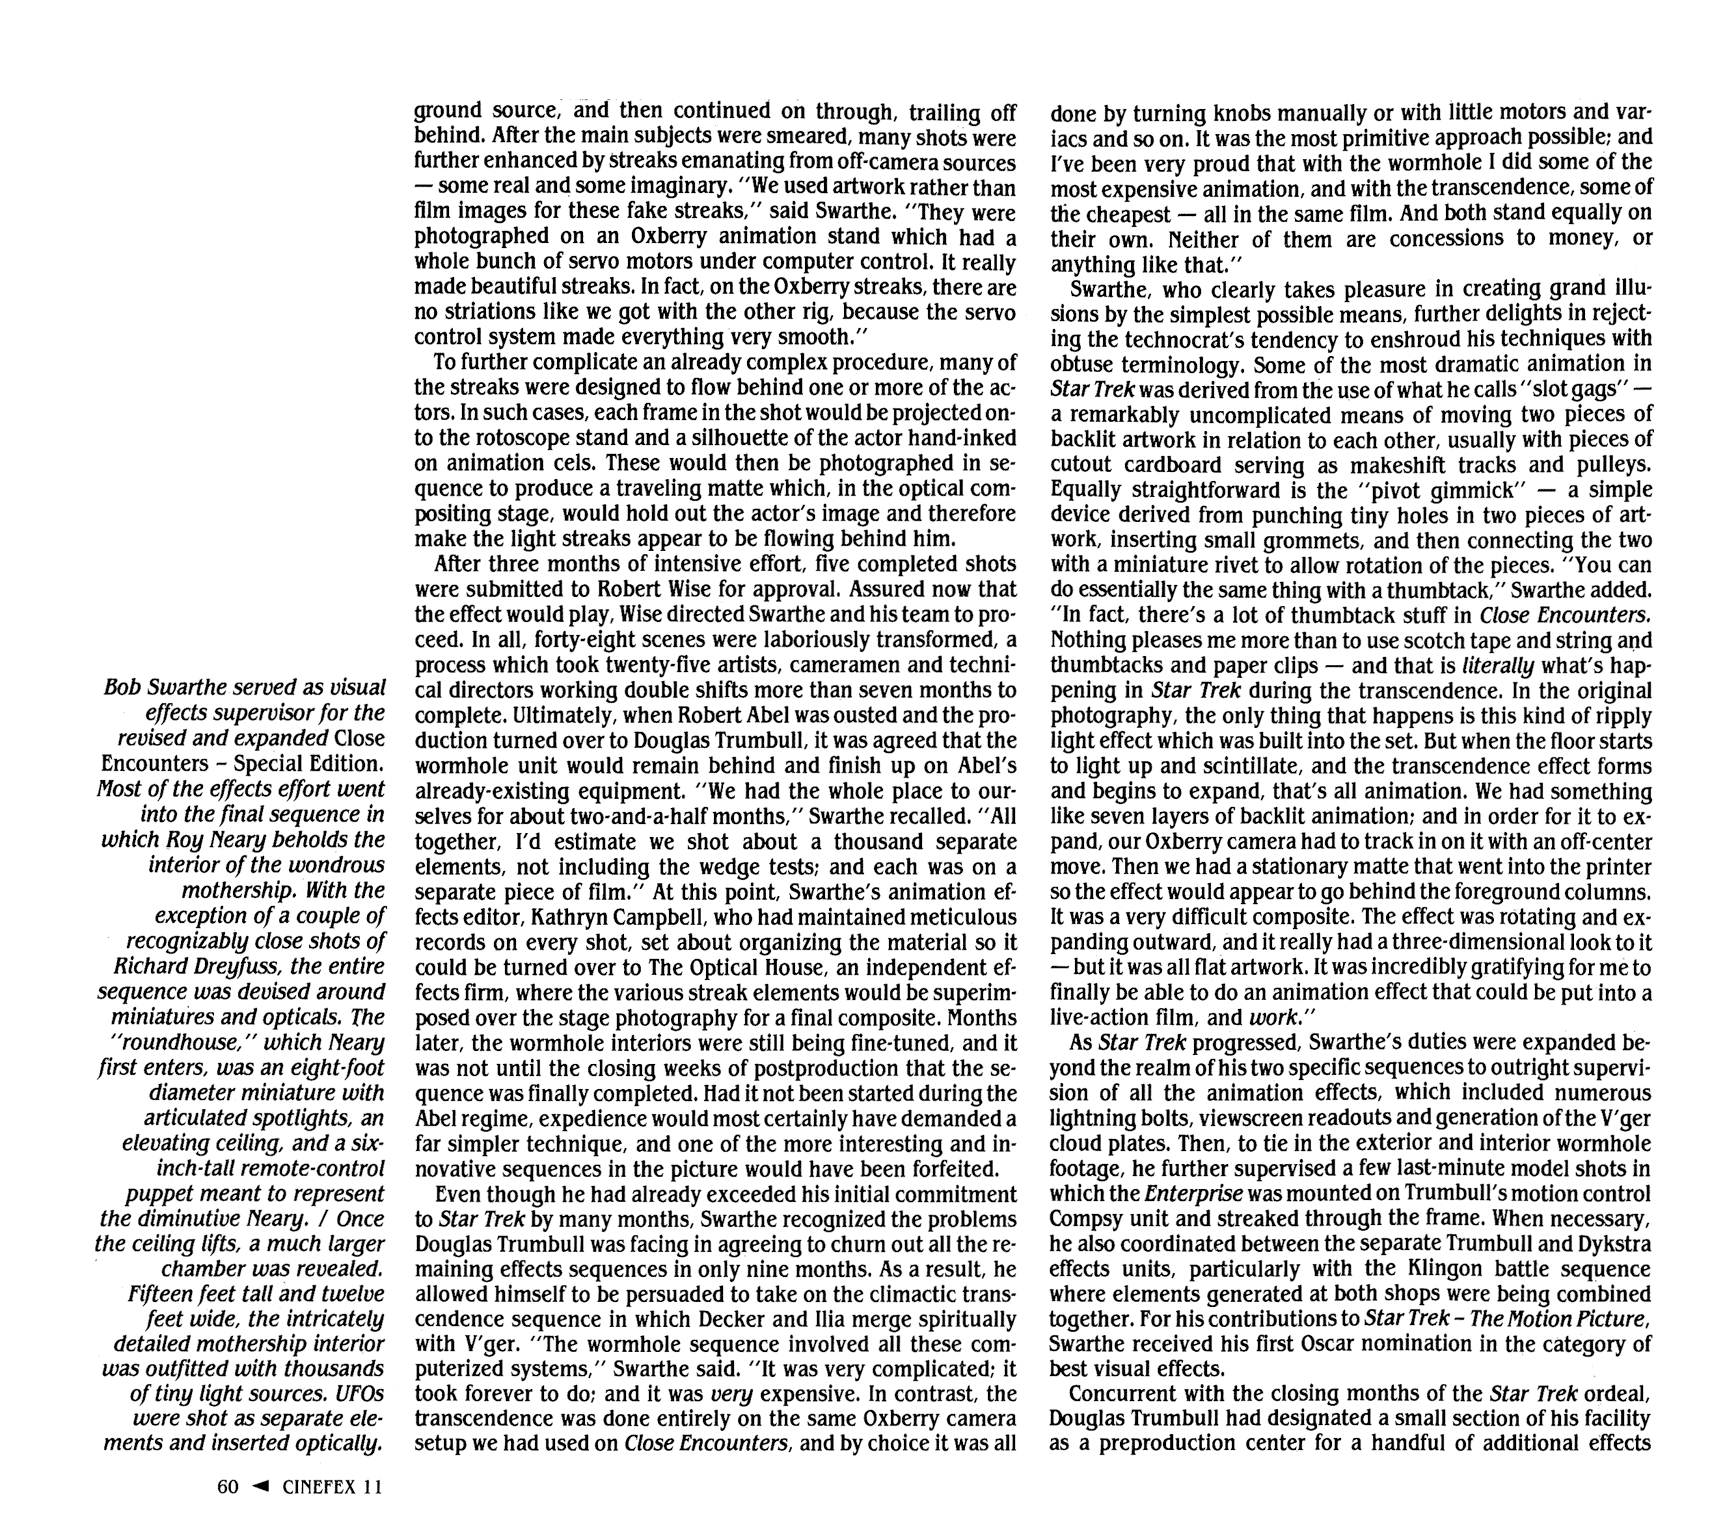 Bob Swarthe served as visual
effects supervisor for the
revised and expanded Close
Encounters – Special Edition.
Most of the effects effort went
into the final sequence in
which Roy Neary beholds the
interior of the wondrous
mothership. With the
exception of a couple of
recognizably close shots of
Richard Dreyfuss, the entire
sequence was devised around
miniatures and opticals. The
"roundhouse," which Neary
first enters, was an eight-foot
diameter miniature with
articulated spotlights, an
elevating ceiling, and a six-
inch-tall remote-control
puppet meant to represent
the diminutive Neary. / Once
the ceiling lifts, a much larger
chamber was revealed.
Fifteen feet tall and twelve
feet wide, the intricately
detailed mothership interior
was outfitted with thousands
of tiny light sources. UFOs
were shot as separate ele-
ments and inserted optically.
ground source, and then continued on through, trailing off
behind. After the main subjects were smeared, many shots were
further enhanced by streaks emanating from off-camera sources
— some real and some imaginary. "We used artwork rather than
film images for these fake streaks," said Swarthe. "They were
photographed on an Oxberry animation stand which had a
whole bunch of servo motors under computer control. It really
made beautiful streaks. In fact, on the Oxberry streaks, there are
no striations like we got with the other rig, because the servo
control system made everything very smooth."
To further complicate an already complex procedure, many of
the streaks were designed to flow behind one or more of the ac-
tors. In such cases, each frame in the shot would be projected on-
to the rotoscope stand and a silhouette of the actor hand-inked
on animation cels. These would then be photographed in se-
quence to produce a traveling matte which, in the optical com-
positing stage, would hold out the actor's image and therefore
make the light streaks appear to be flowing behind him.
After three months of intensive effort, five completed shots
were submitted to Robert Wise for approval. Assured now that
the effect would play, Wise directed Swarthe and his team to pro-
ceed. In all, forty-eight scenes were laboriously transformed, a
process which took twenty-five artists, cameramen and techni-
cal directors working double shifts more than seven months to
complete. Ultimately, when Robert Abel was ousted and the pro-
duction turned over to Douglas Trumbull, it was agreed that the
wormhole unit would remain behind and finish up on Abel's
already-existing equipment. "We had the whole place to our-
selves for about two-and-a-half months," Swarthe recalled. "All
together, I'd estimate we shot about a thousand separate
elements, not including the wedge tests; and each was on a
separate piece of film." At this point, Swarthe's animation ef-
fects editor, Kathryn Campbell, who had maintained meticulous
records on every shot, set about organizing the material so it
could be turned over to The Optical House, an independent ef-
fects firm, where the various streak elements would be superim-
posed over the stage photography for a final composite. Months
later, the wormhole interiors were still being fine-tuned, and it
was not until the closing weeks of postproduction that the se-
quence was finally completed. Had it not been started during the
Abel regime, expedience would most certainly have demanded a
far simpler technique, and one of the more interesting and in-
novative sequences in the picture would have been forfeited.
Even though he had already exceeded his initial commitment
to Star Trek by many months, Swarthe recognized the problems
Douglas Trumbull was facing in agreeing to churn out all the re-
maining effects sequences in only nine months. As a result, he
allowed himself to be persuaded to take on the climactic trans-
cendence sequence in which Decker and Ilia merge spiritually
with V'ger. "The wormhole sequence involved all these com-
puterized systems," Swarthe said. "It was very complicated; it
took forever to do; and it was very expensive. In contrast, the
transcendence was done entirely on the same Oxberry camera
setup we had used on Close Encounters, and by choice it was all
done by turning knobs manually or with little motors and var-
iacs and so on. It was the most primitive approach possible; and
I've been very proud that with the wormhole I did some of the
most expensive animation, and with the transcendence, some of
the cheapest — all in the same film. And both stand equally on
their own. Neither of them are concessions to money, or
anything like that."
Swarthe, who clearly takes pleasure in creating grand illu-
sions by the simplest possible means, further delights in reject-
ing the technocrat's tendency to enshroud his techniques with
obtuse terminology. Some of the most dramatic animation in
Star Trek was derived from the use of what he calls "slot gags" —
a remarkably uncomplicated means of moving two pieces of
backlit artwork in relation to each other, usually with pieces of
cutout cardboard serving as makeshift tracks and pulleys.
Equally straightforward is the "pivot gimmick" — a simple
device derived from punching tiny holes in two pieces of art-
work, inserting small grommets, and then connecting the two
with a miniature rivet to allow rotation of the pieces. "You can
do essentially the same thing with a thumbtack," Swarthe added.
"In fact, there's a lot of thumbtack stuff in Close Encounters.
Nothing pleases me more than to use scotch tape and string and
thumbtacks and paper clips — and that is literally what's hap-
pening in Star Trek during the transcendence. In the original
photography, the only thing that happens is this kind of ripply
light effect which was built into the set. But when the floor starts
to light up and scintillate, and the transcendence effect forms
and begins to expand, that's all animation. We had something
like seven layers of backlit animation; and in order for it to ex-
pand, our Oxberry camera had to track in on it with an off-center
move. Then we had a stationary matte that went into the printer
so the effect would appear to go behind the foreground columns.
It was a very difficult composite. The effect was rotating and ex-
panding outward, and it really had a three-dimensional look to it
— but it was all flat artwork. It was incredibly gratifying for me to
finally be able to do an animation effect that could be put into a
live-action film, and work."
As Star Trek progressed, Swarthe's duties were expanded be-
yond the realm of his two specific sequences to outright supervi-
sion of all the animation effects, which included numerous
lightning bolts, viewscreen readouts and generation of the V'ger
cloud plates. Then, to tie in the exterior and interior wormhole
footage, he further supervised a few last-minute model shots in
which the Enterprise was mounted on Trumbull's motion control
Compsy unit and streaked through the frame. When necessary,
he also coordinated between the separate Trumbull and Dykstra
effects units, particularly with the Klingon battle sequence
where elements generated at both shops were being combined
together. For his contributions to Star Trek – The Motion Picture,
Swarthe received his first Oscar nomination in the category of
best visual effects.
Concurrent with the closing months of the Star Trek ordeal,
Douglas Trumbull had designated a small section of his facility
as a preproduction center for a handful of additional effects
60 ◄ CINEFEX 11